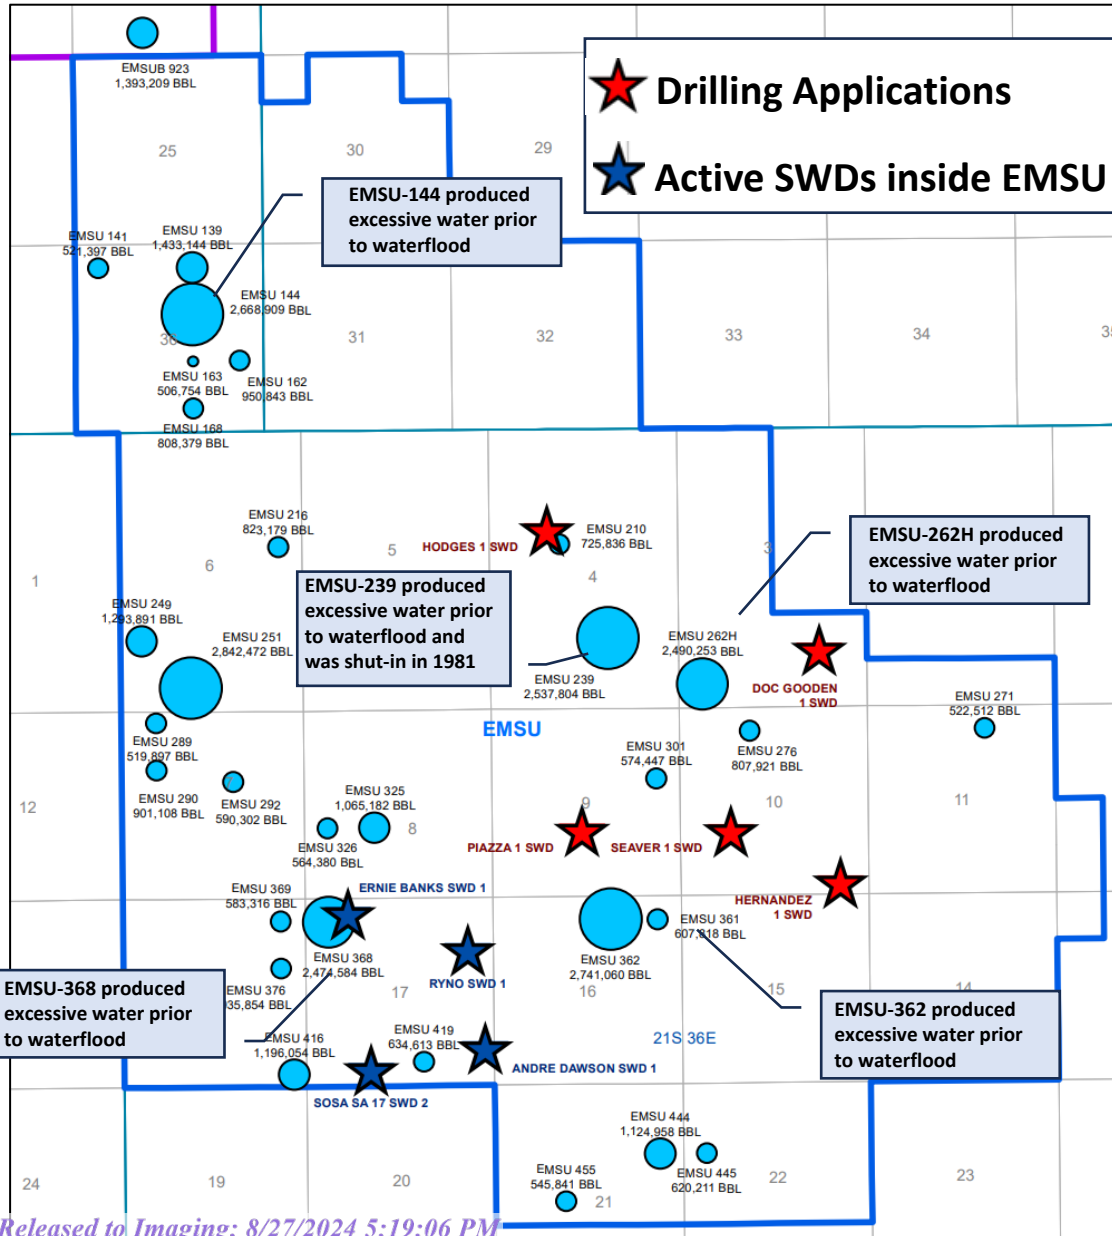 EMSUB 923
1,393,209 BBL
Drilling Applications
Active SWDs inside EMSU
25
30
29
EMSU-144 produced
excessive water prior
to waterflood
EMSU 141
521,397 BBL
EMSU 139
1,433,144 BBL
EMSU 144
2,668,909 BBL
36
31
32
33
34
35
EMSU 163
506,754 BBL
EMSU 162
950,843 BBL
EMSU 168
808,379 BBL
EMSU 216
823,179 BBL
HODGES 1 SWD
EMSU 210
725,836 BBL
1
6
5
4
3
EMSU-262H produced
excessive water prior
to waterflood
EMSU-239 produced
excessive water prior
to waterflood and
was shut-in in 1981
EMSU 249
1,293,891 BBL
EMSU 251
2,842,472 BBL
EMSU 262H
2,490,253 BBL
EMSU 239
2,537,804 BBL
DOC GOODEN
1 SWD
EMSU 271
522,512 BBL
EMSU
EMSU 289
519,897 BBL
EMSU 301
574,447 BBL
EMSU 276
807,921 BBL
EMSU 290
901,108 BBL
EMSU 292
590,302 BBL
EMSU 325
1,065,182 BBL
12
8
9
10
11
EMSU 326
564,380 BBL
PIAZZA 1 SWD
SEAVER 1 SWD
ERNIE BANKS SWD 1
HERNANDEZ
1 SWD
EMSU 369
583,316 BBL
EMSU 368
2,474,584 BBL
EMSU 361
607,818 BBL
EMSU 362
2,741,060 BBL
RYNO SWD 1
EMSU-368 produced
excessive water prior
to waterflood
EMSU 376
935,854 BBL
17
16
15
14
EMSU-362 produced
excessive water prior
to waterflood
EMSU 416
1,196,054 BBL
EMSU 419
634,613 BBL
21S 36E
ANDRE DAWSON SWD 1
SOSA SA 17 SWD 2
EMSU 444
1,124,958 BBL
EMSU 445
620,211 BBL
EMSU 455
545,841 BBL
24
19
20
21
22
23
Released to Imaging: 8/27/2024 5:19:06 PM